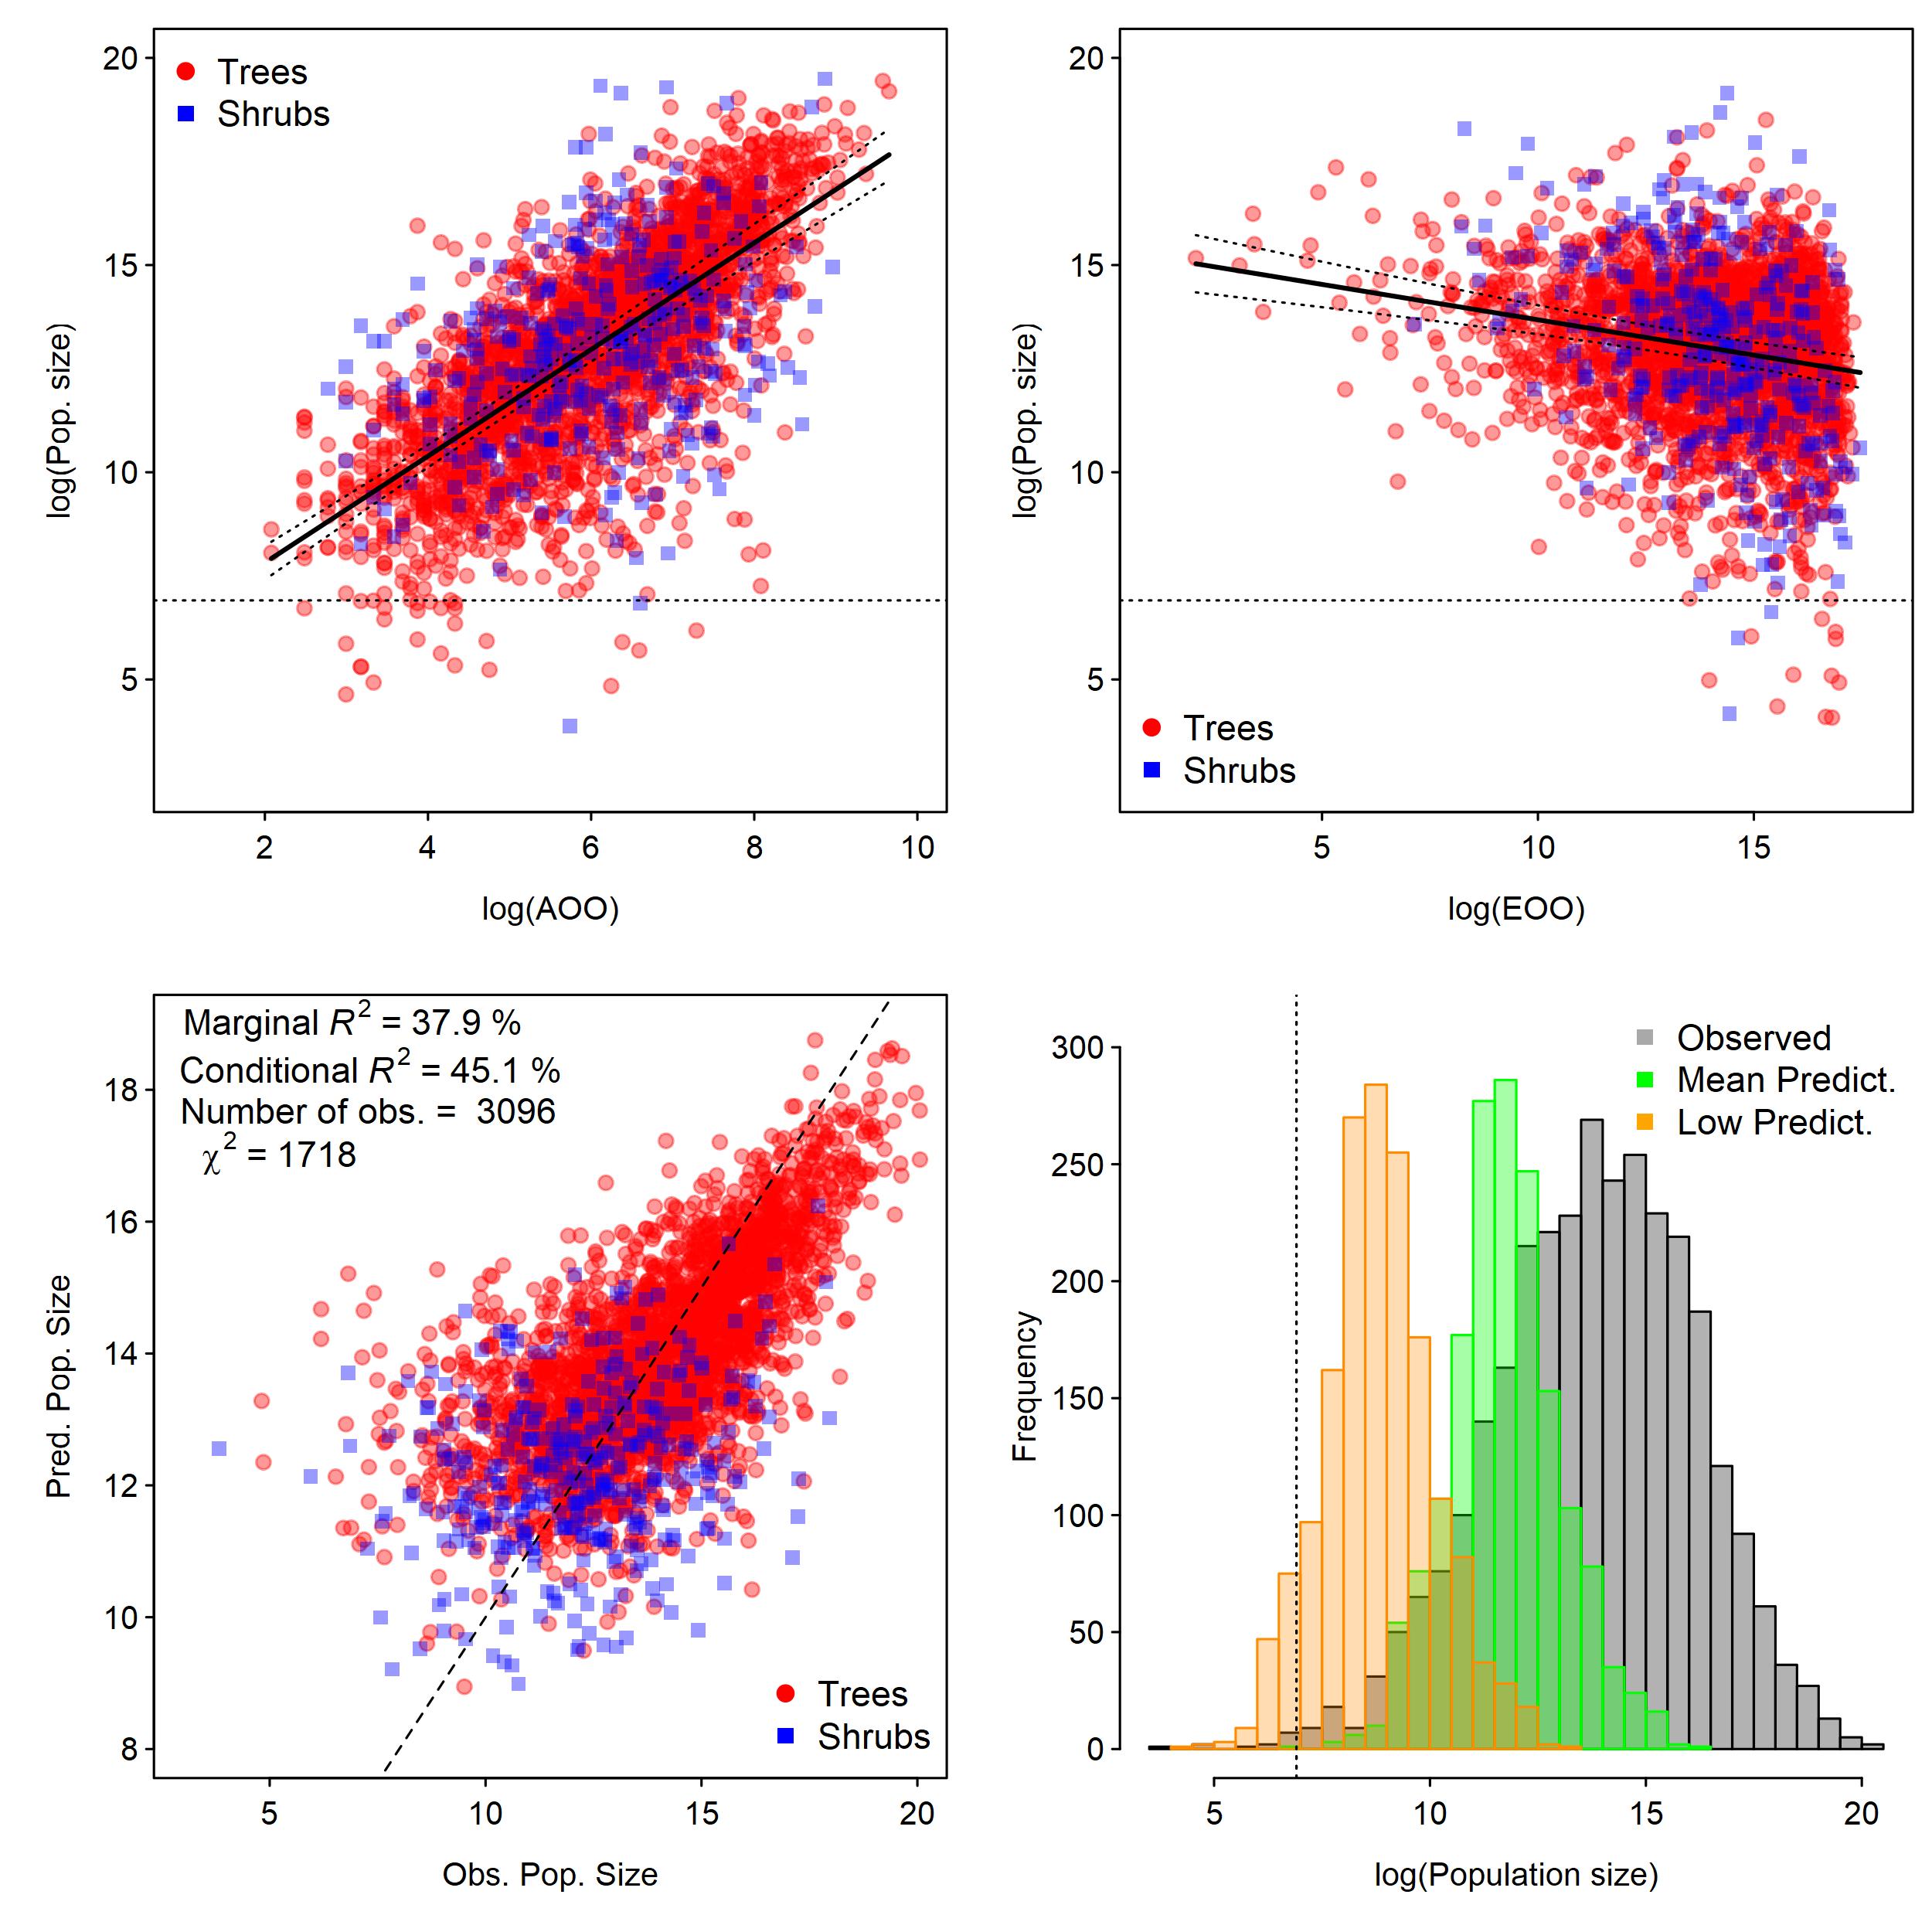 20
15
10
5
log(Pop. size)
Trees
Shrubs
2 4 6 8 10
log(AOO)
20
15
10
5
log(Pop. size)
Trees
Shrubs
5 10 15
log(EOO)
Marginal R² = 37.9 %
Conditional R² = 45.1 %
Number of obs. = 3096
χ² = 1718
18
16
14
12
10
8
Pred. Pop. Size
Trees
Shrubs
5 10 15 20
Obs. Pop. Size
Observed
Mean Predict.
Low Predict.
300
250
200
150
100
50
0
Frequency
5 10 15 20
log(Population size)